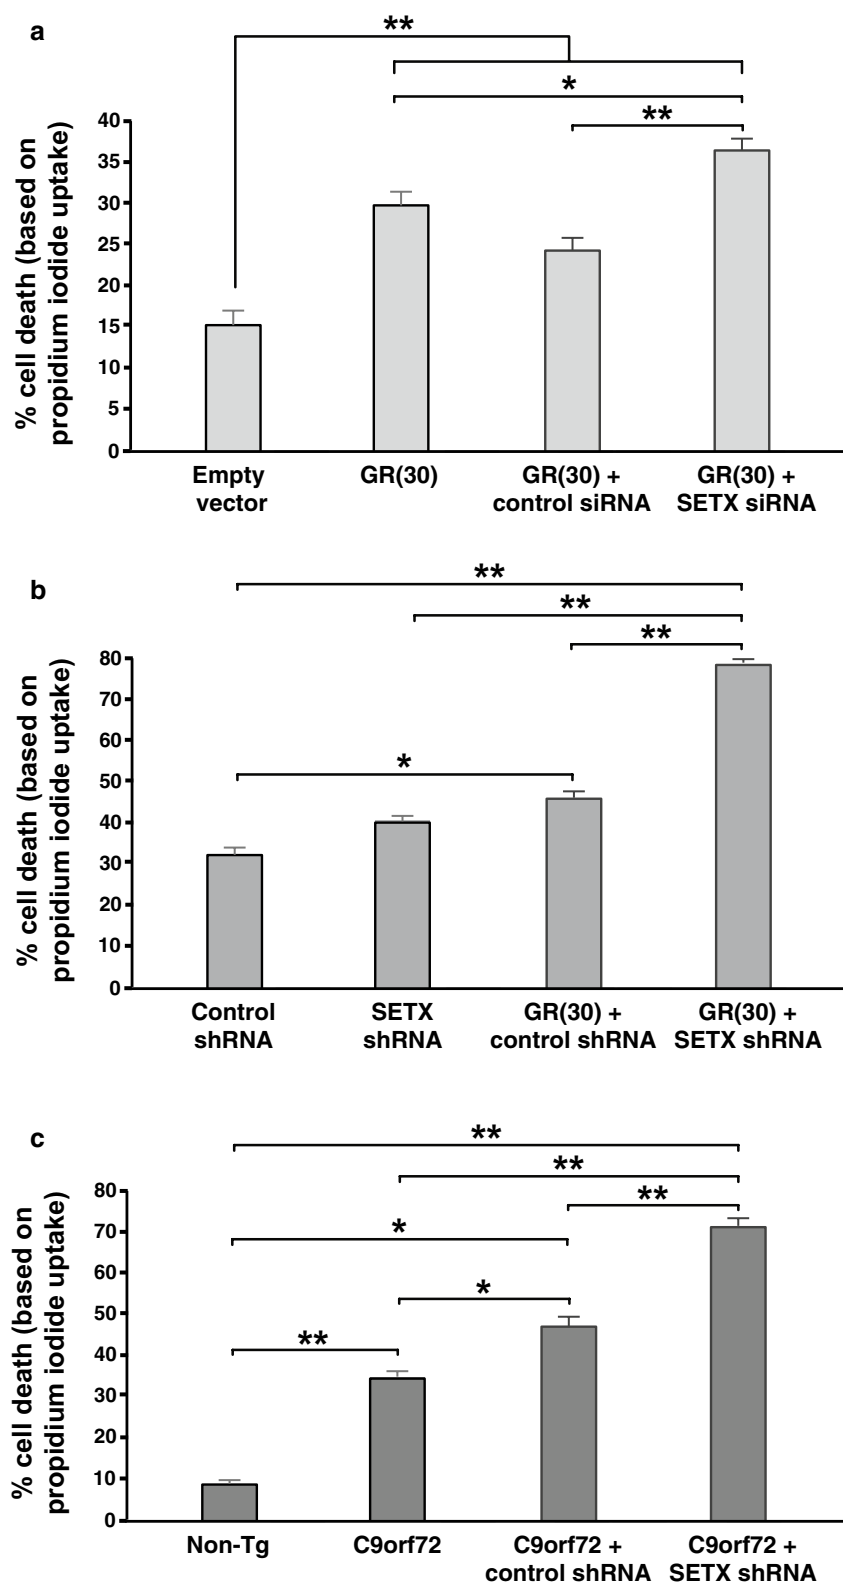 a
**
*
**
% cell death (based on
propidium iodide uptake)
40
35
30
25
20
15
10
5
0
Empty
vector
GR(30)
GR(30) +
control siRNA
GR(30) +
SETX siRNA
b
**
**
**
*
% cell death (based on
propidium iodide uptake)
80
70
60
50
40
30
20
10
0
Control
shRNA
SETX
shRNA
GR(30) +
control shRNA
GR(30) +
SETX shRNA
c
**
**
**
*
*
**
% cell death (based on
propidium iodide uptake)
80
70
60
50
40
30
20
10
0
Non-Tg
C9orf72
C9orf72 +
control shRNA
C9orf72 +
SETX shRNA